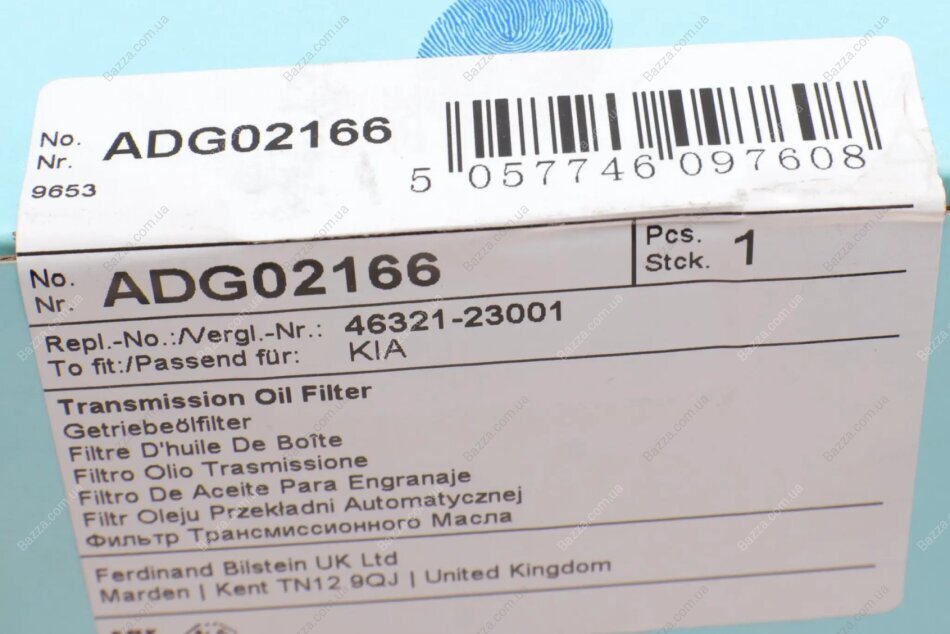 No. ADG02166
Nr.
9653
5 057746 097608
No. ADG02166
Nr.
Pcs. 1
Stck.
Repl.-No.:/Vergl.-Nr.: 46321-23001
To fit:/Passend für: KIA
Transmission Oil Filter
Getriebeölfilter
Filtre D'huile De Boîte
Filtro Olio Trasmissione
Filtro De Aceite Para Engranaje
Filtr Oleju Przekładni Automatycznej
Фильтр Трансмиссионного Масла
Ferdinand Bilstein UK Ltd
Marden | Kent TN12 9QJ | United Kingdom
Bazza.com.ua